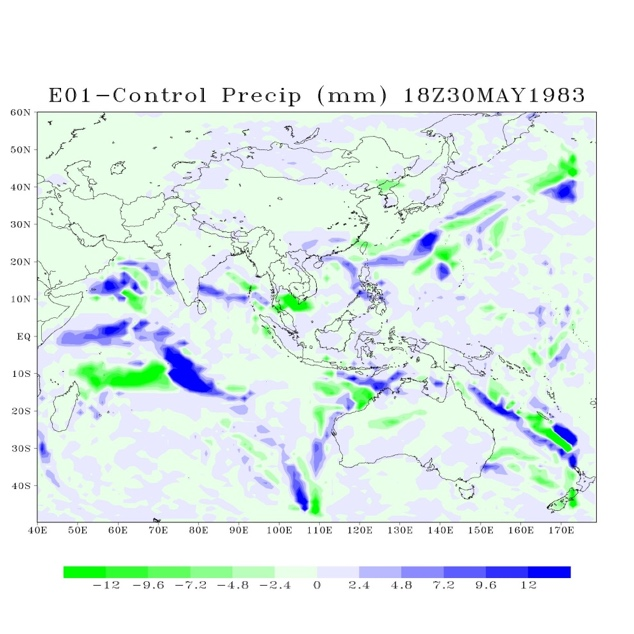 E01−Control Precip (mm) 18Z30MAY1983
60N
50N
40N
30N
20N
10N
EQ
10S
20S
30S
40S
40E 50E 60E 70E 80E 90E 100E 110E 120E 130E 140E 150E 160E 170E
−12 −9.6 −7.2 −4.8 −2.4 0 2.4 4.8 7.2 9.6 12